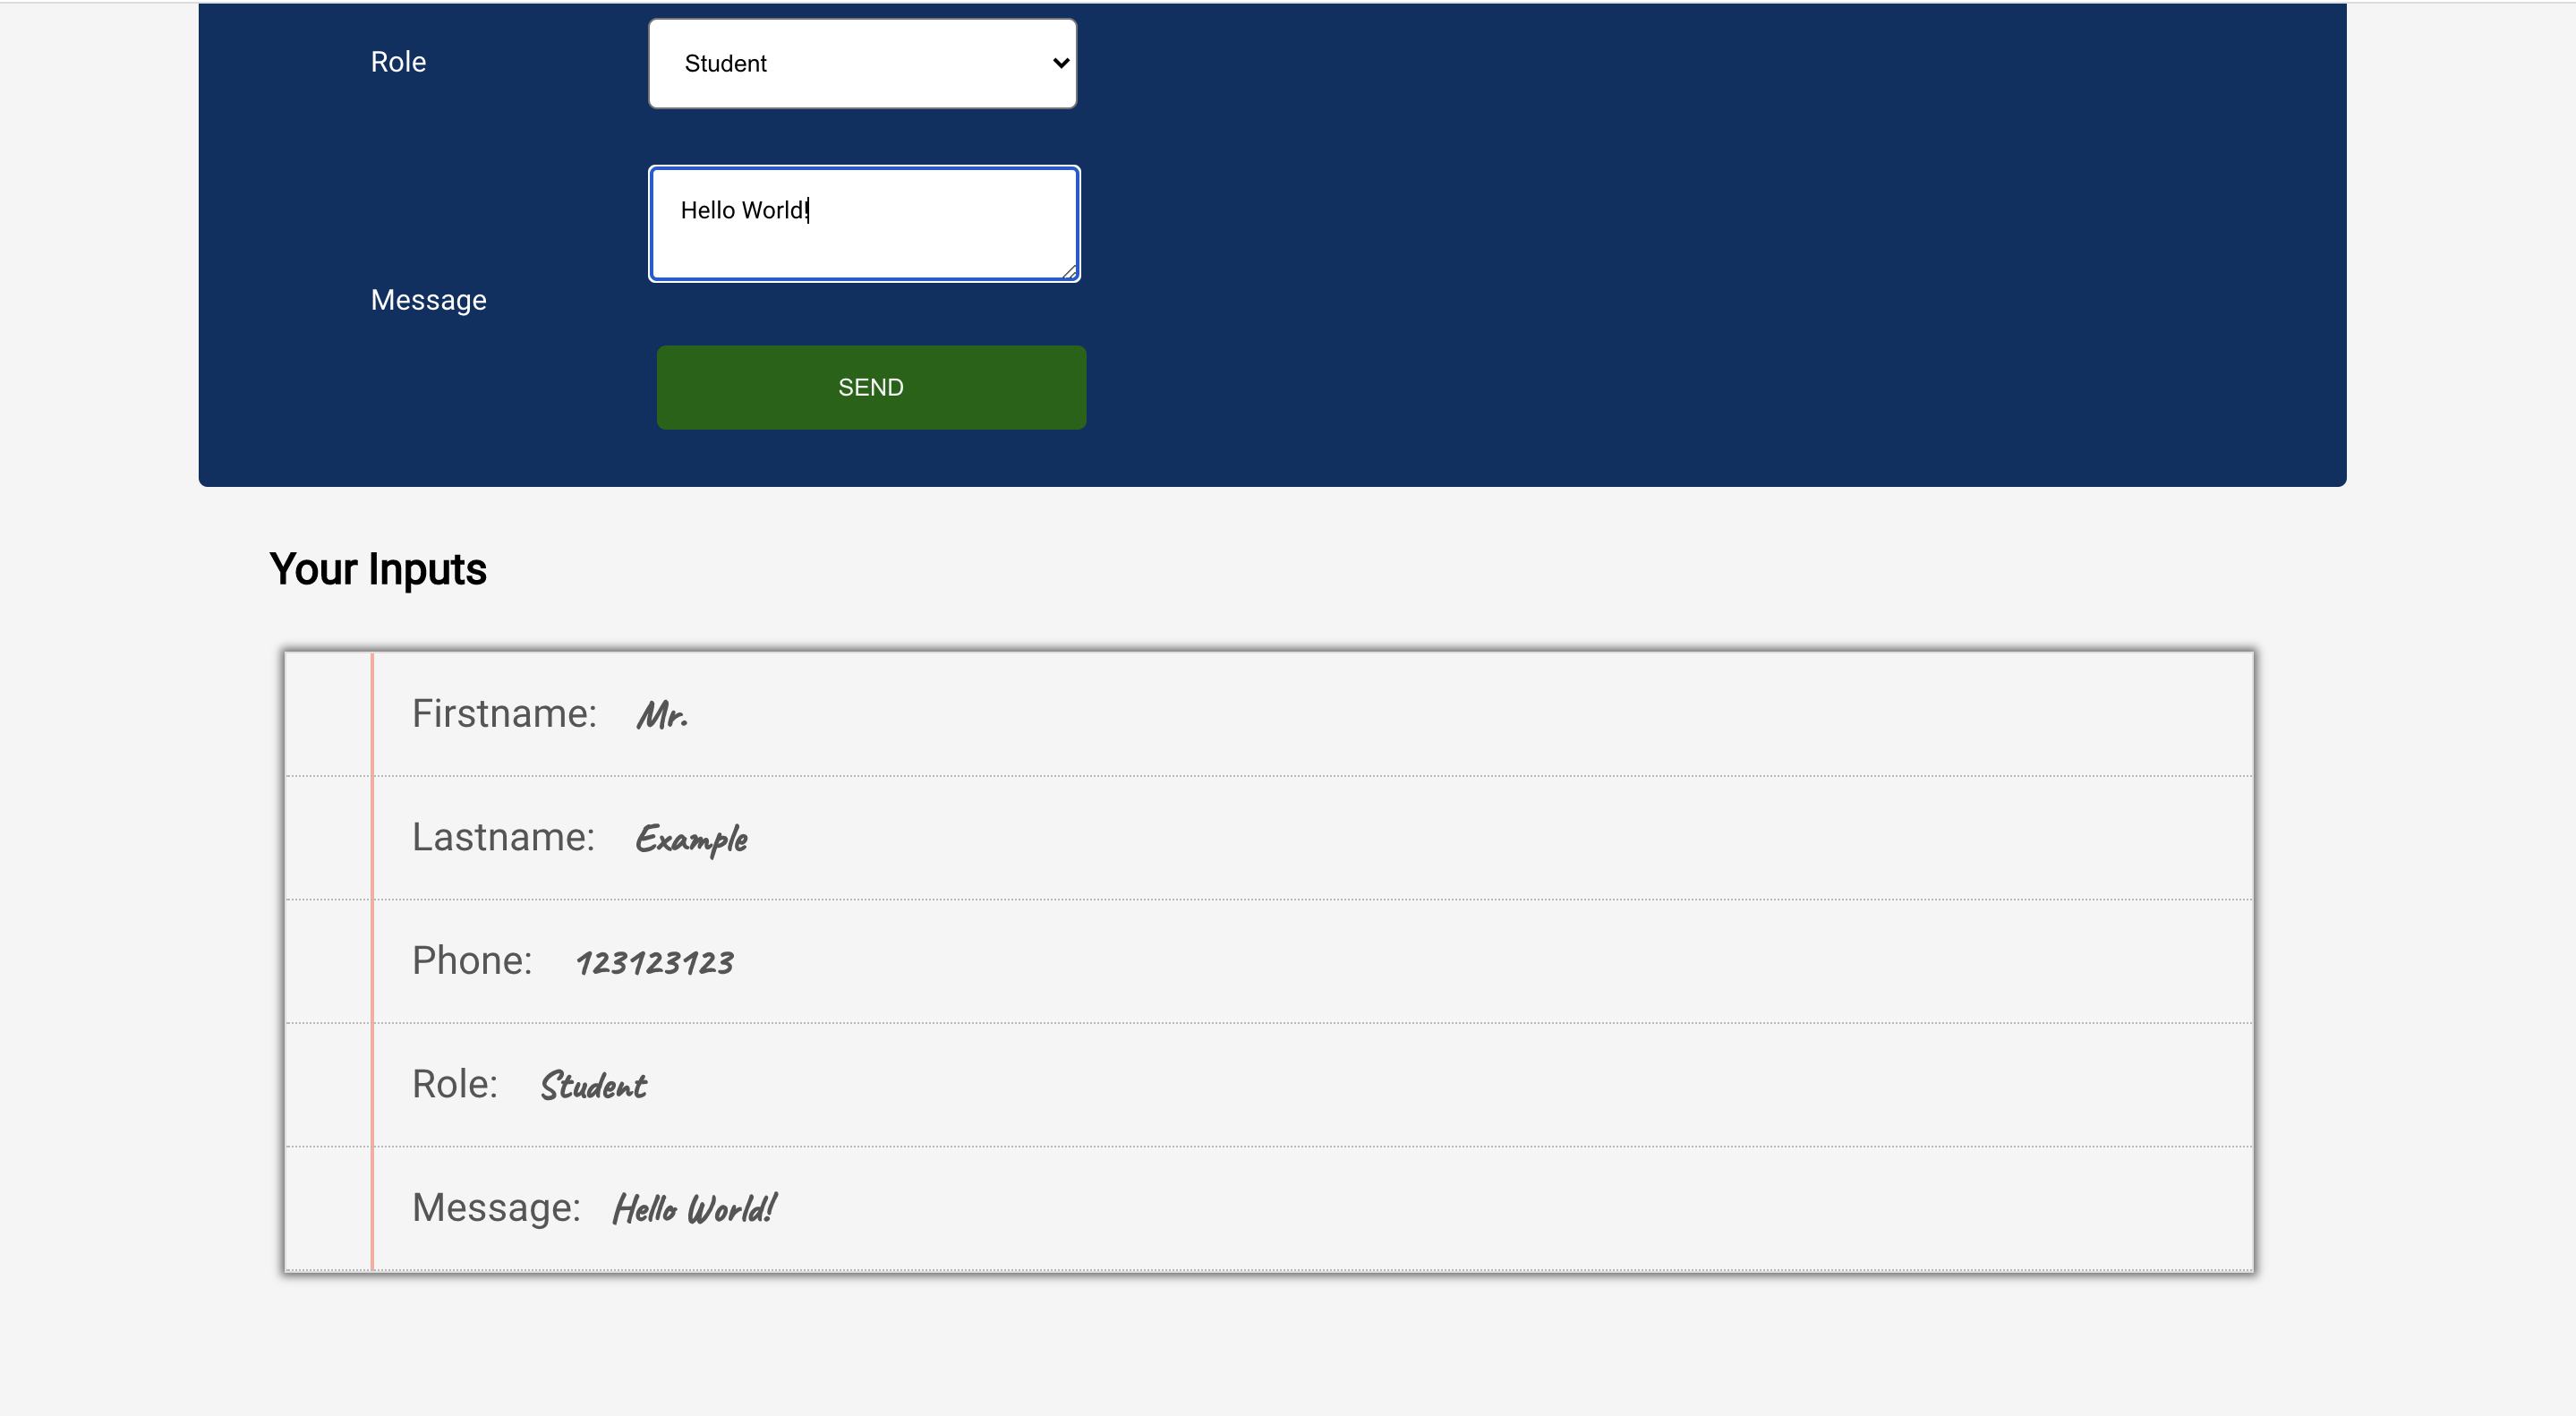 Role Student
Hello World!
Message
SEND
Your Inputs
Firstname: Mr.
Lastname: Example
Phone: 123123123
Role: Student
Message: Hello World!